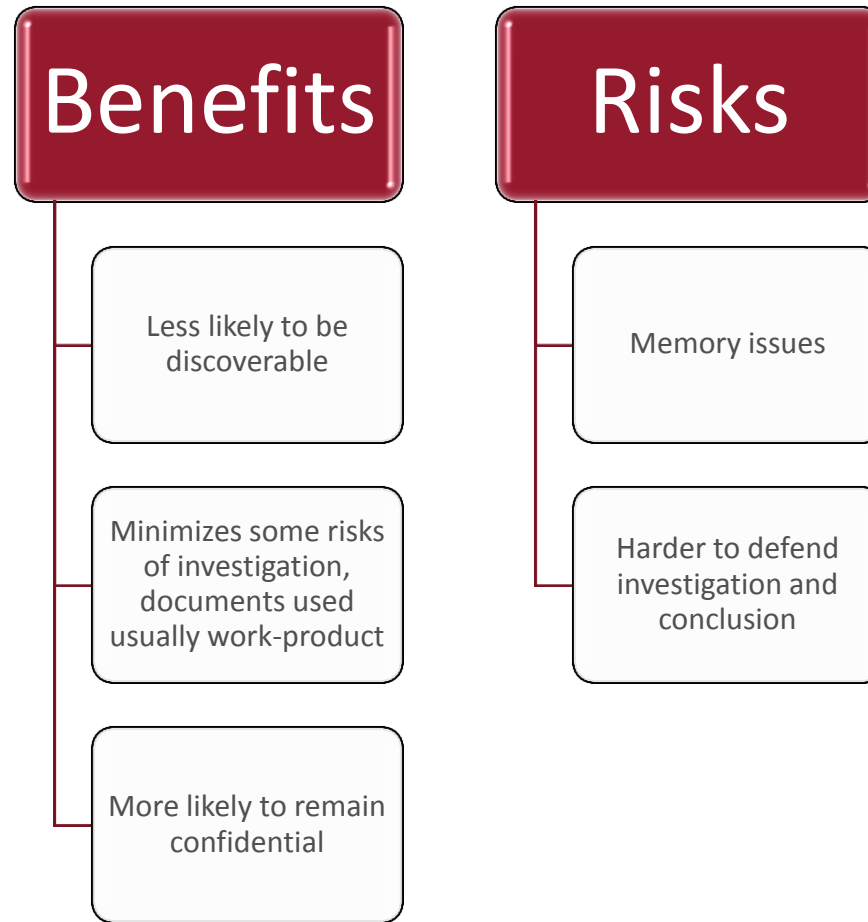 Benefits
Less likely to be
discoverable
Minimizes some risks
of investigation,
documents used
usually work-product
More likely to remain
confidential
Risks
Memory issues
Harder to defend
investigation and
conclusion